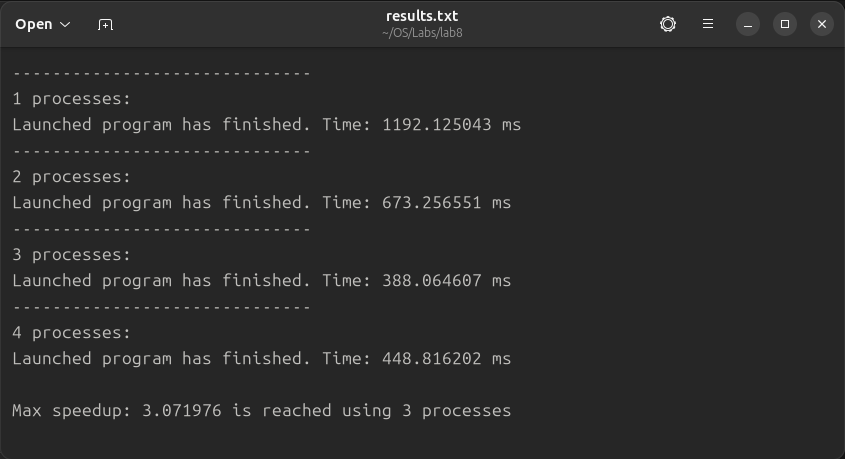 Open
results.txt
~/OS/Labs/lab8
------------------------------
1 processes:
Launched program has finished. Time: 1192.125043 ms
------------------------------
2 processes:
Launched program has finished. Time: 673.256551 ms
------------------------------
3 processes:
Launched program has finished. Time: 388.064607 ms
------------------------------
4 processes:
Launched program has finished. Time: 448.816202 ms
Max speedup: 3.071976 is reached using 3 processes